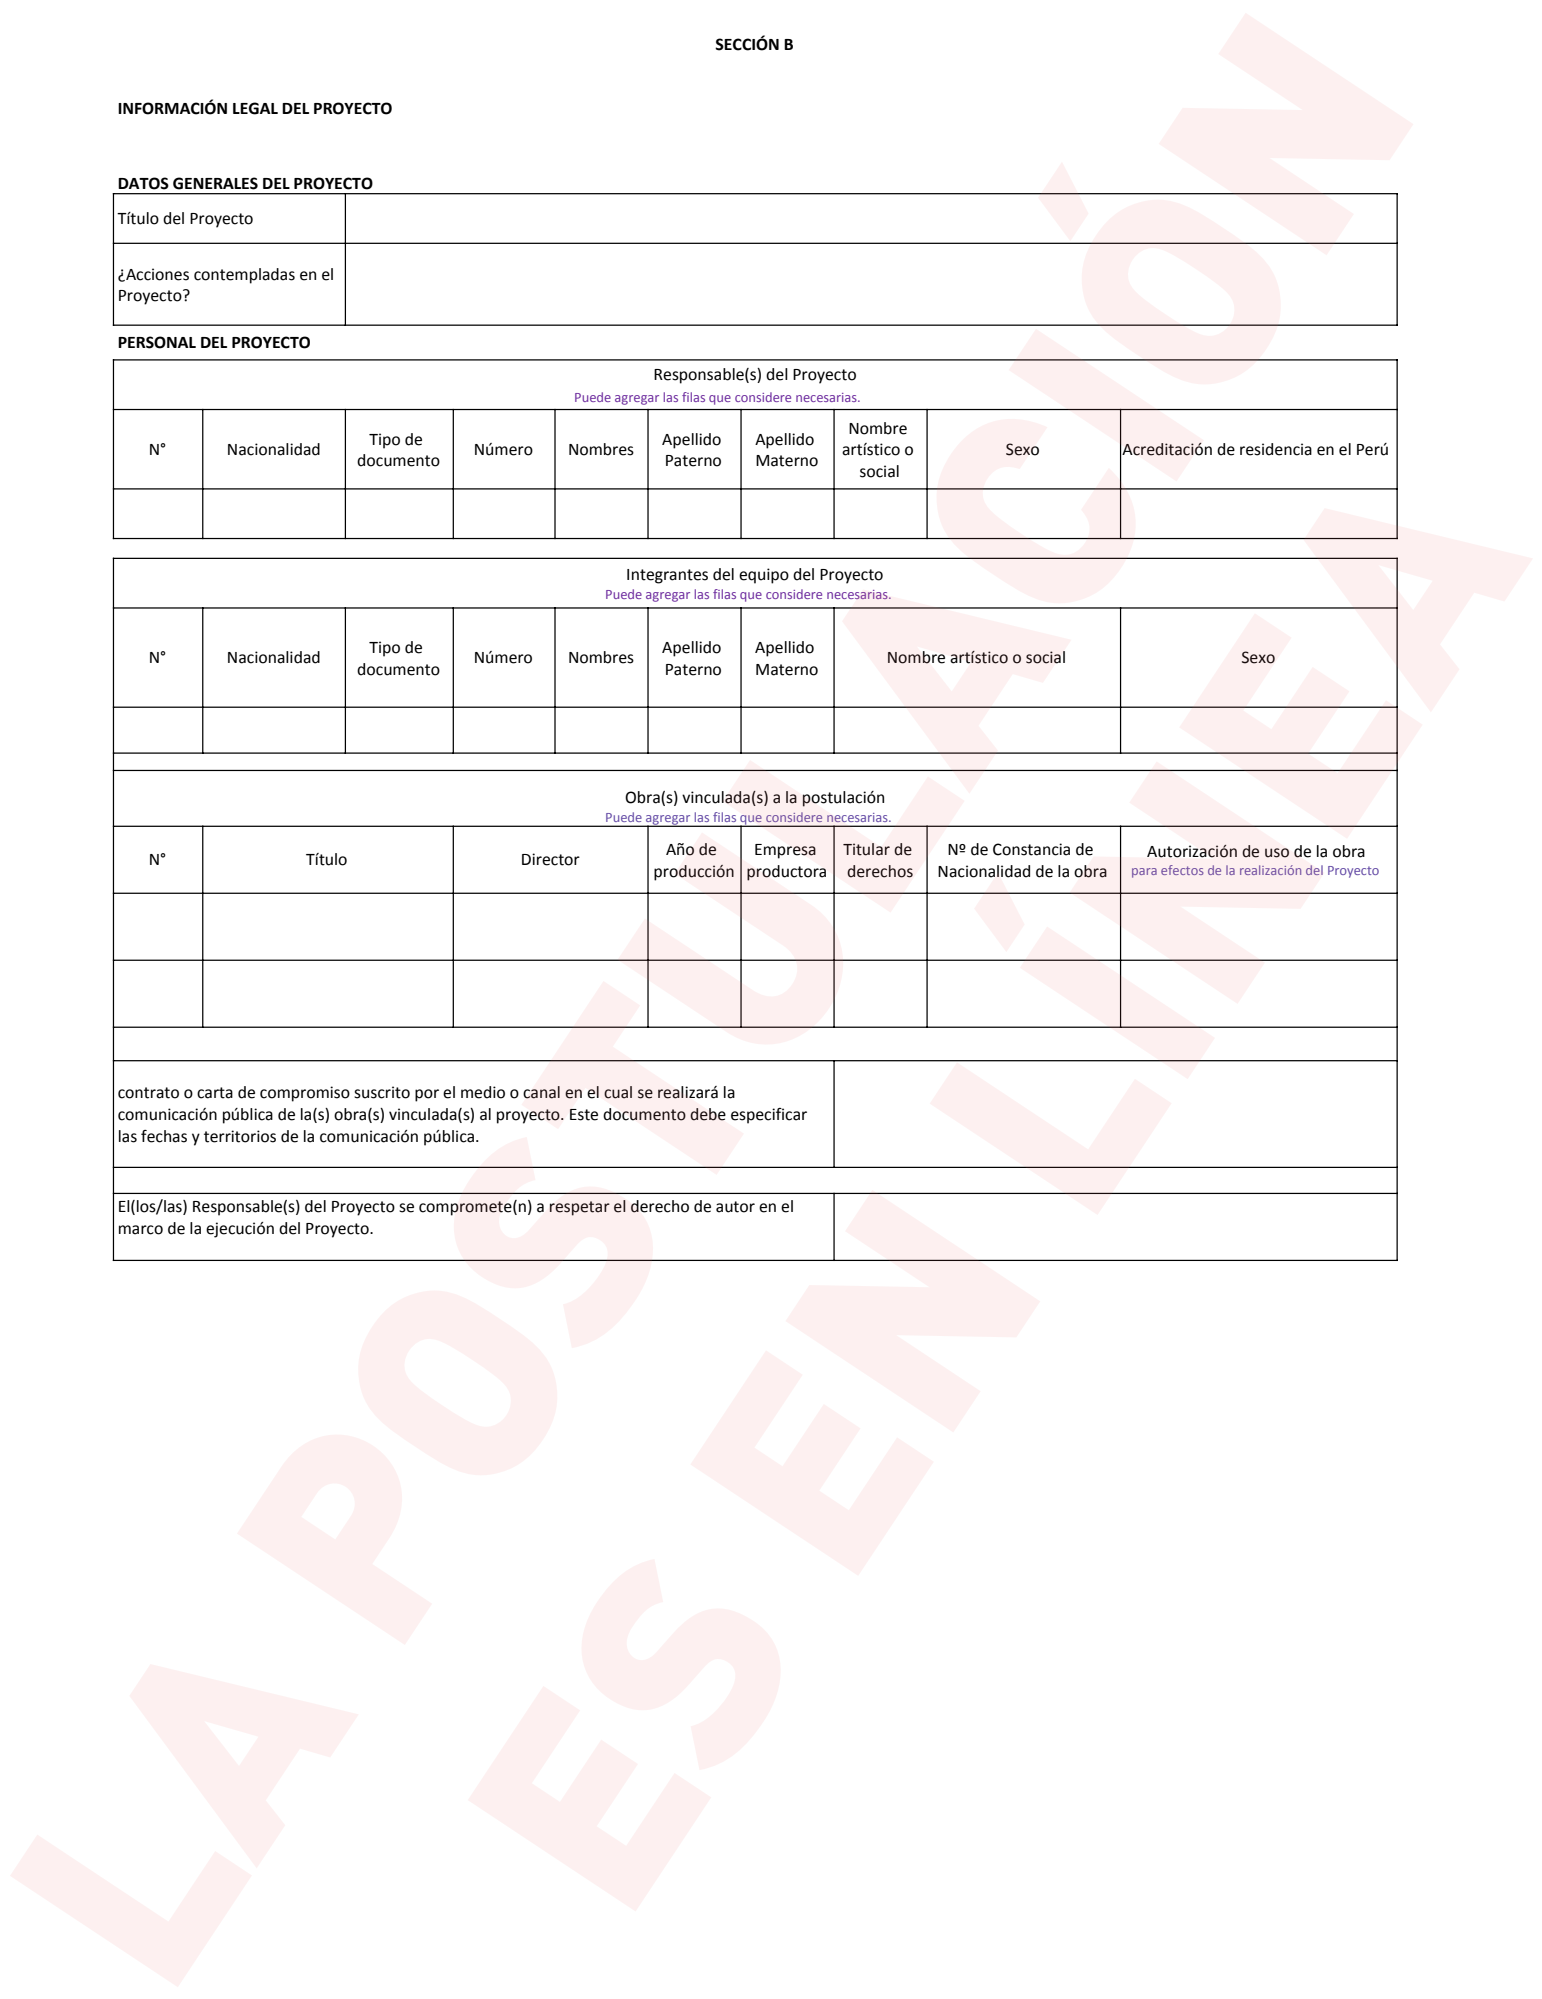 SECCIÓN B
INFORMACIÓN LEGAL DEL PROYECTO
DATOS GENERALES DEL PROYECTO
Título del Proyecto
¿Acciones contempladas en el
Proyecto?
PERSONAL DEL PROYECTO
Responsable(s) del Proyecto
Puede agregar las filas que considere necesarias.
N° Nacionalidad Tipo de documento Número Nombres Apellido Paterno Apellido Materno Nombre artístico o social Sexo Acreditación de residencia en el Perú
Integrantes del equipo del Proyecto
Puede agregar las filas que considere necesarias.
N° Nacionalidad Tipo de documento Número Nombres Apellido Paterno Apellido Materno Nombre artístico o social Sexo
Obra(s) vinculada(s) a la postulación
Puede agregar las filas que considere necesarias.
N° Título Director Año de producción Empresa productora Titular de derechos Nº de Constancia de Nacionalidad de la obra Autorización de uso de la obra para efectos de la realización del Proyecto
contrato o carta de compromiso suscrito por el medio o canal en el cual se realizará la
comunicación pública de la(s) obra(s) vinculada(s) al proyecto. Este documento debe especificar
las fechas y territorios de la comunicación pública.
El(los/las) Responsable(s) del Proyecto se compromete(n) a respetar el derecho de autor en el
marco de la ejecución del Proyecto.
LA POSTULACIÓN
ES EN LÍNEA